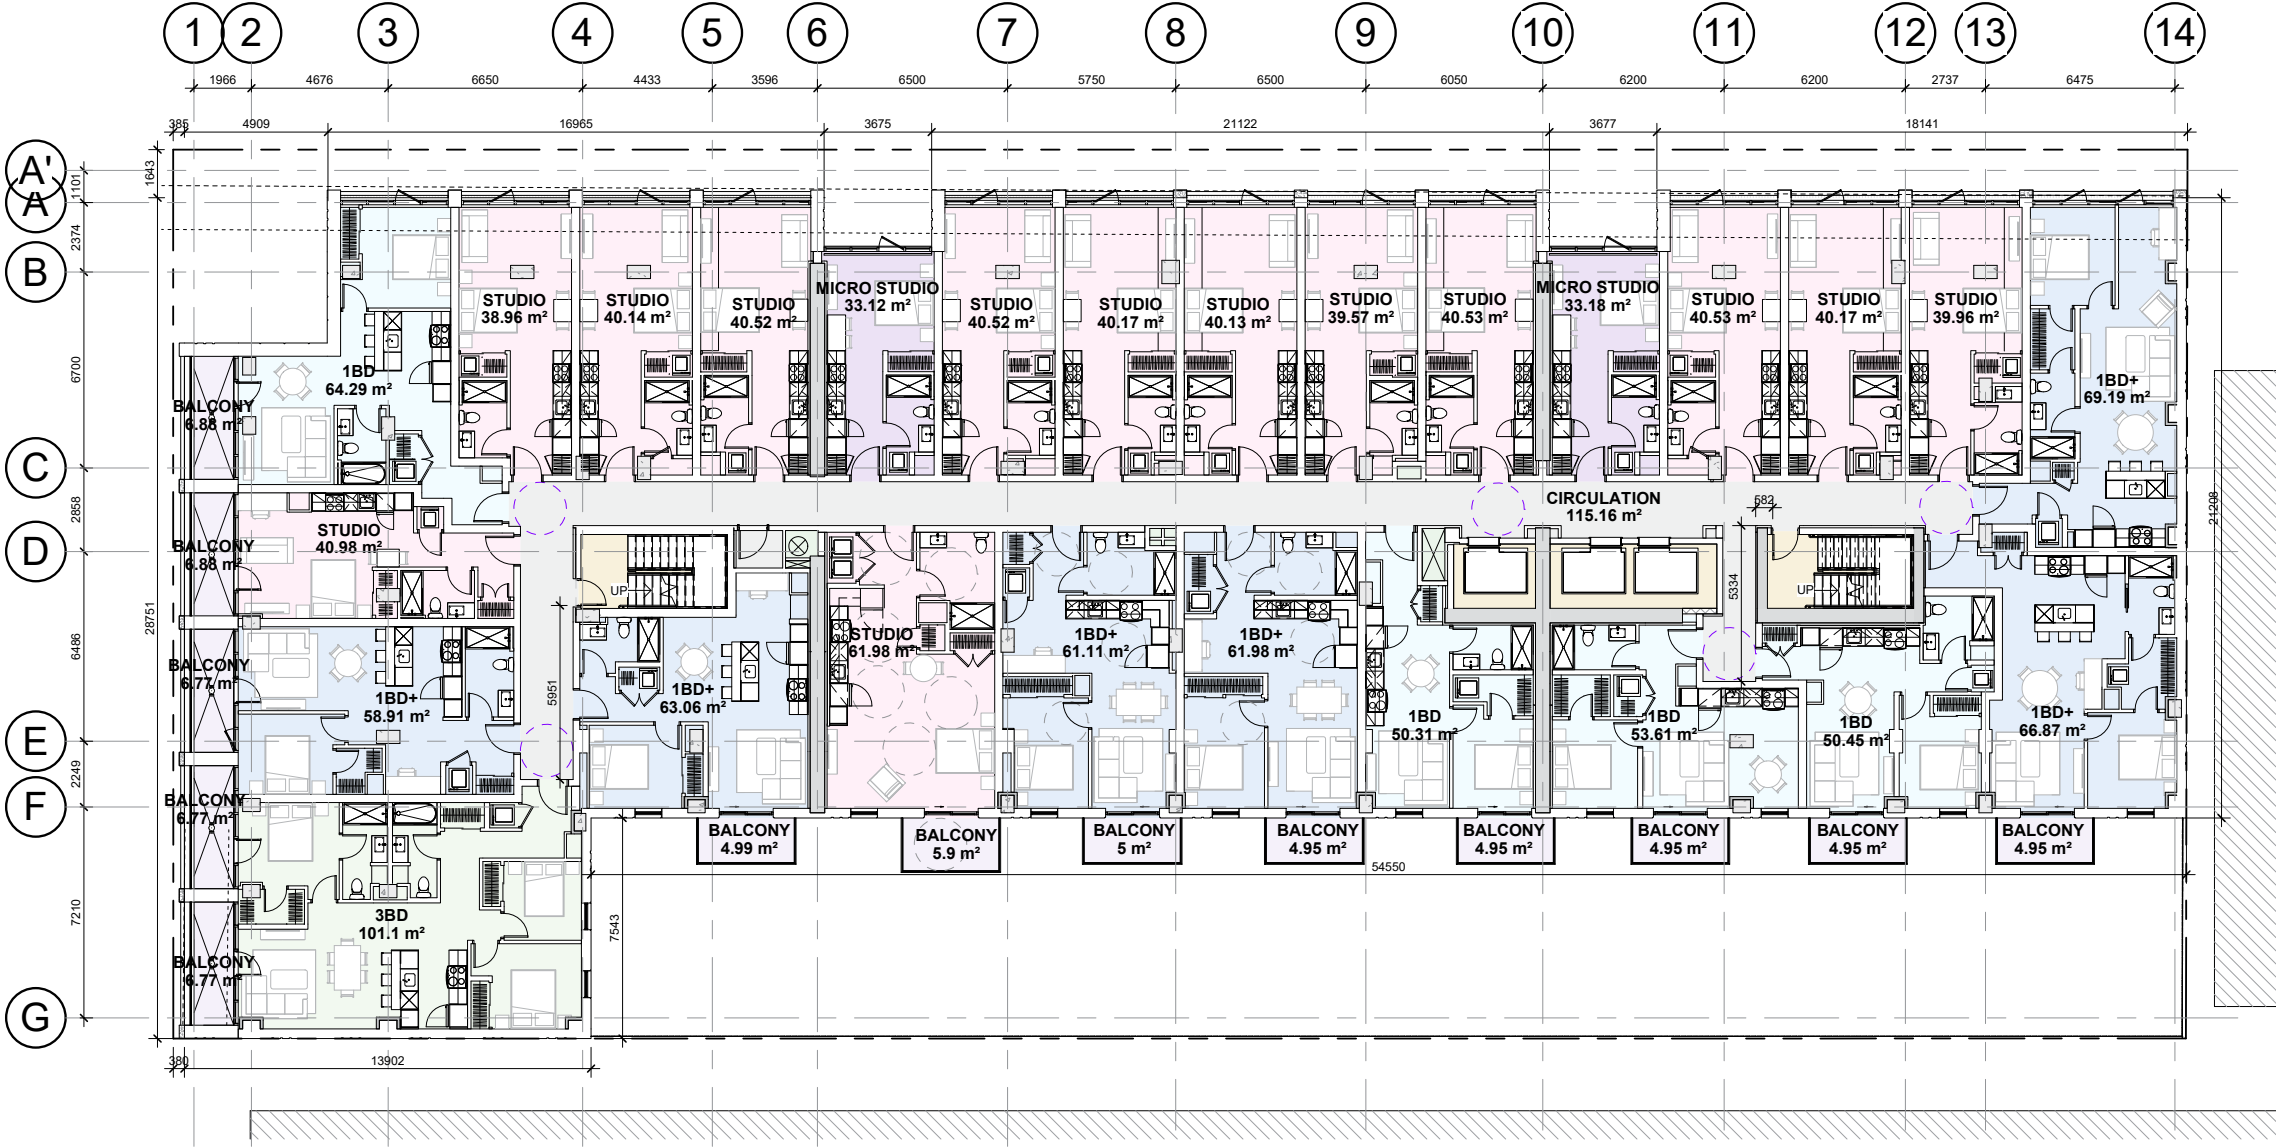 1 2 3 4 5 6 7 8 9 10 11 12 13 14
1966 4676 6650 4433 3596 6500 5750 6500 6050 6200 6200 2737 6475
385 4909 16965 3675 21122 3677 18141
A'
A
B
C
D
E
F
G
1101
2374
6700
2858
6486
2249
7210
1643
28751
21208
STUDIO
38.96 m²
STUDIO
40.14 m²
STUDIO
40.52 m²
MICRO STUDIO
33.12 m²
STUDIO
40.52 m²
STUDIO
40.17 m²
STUDIO
40.13 m²
STUDIO
39.57 m²
STUDIO
40.53 m²
MICRO STUDIO
33.18 m²
STUDIO
40.53 m²
STUDIO
40.17 m²
STUDIO
39.96 m²
1BD
64.29 m²
1BD+
69.19 m²
BALCONY
6.88 m²
CIRCULATION
115.16 m²
582
STUDIO
40.98 m²
BALCONY
6.88 m²
UP
UP
5334
5951
BALCONY
6.77 m²
1BD+
58.91 m²
1BD+
63.06 m²
STUDIO
61.98 m²
1BD+
61.11 m²
1BD+
61.98 m²
1BD
50.31 m²
1BD
53.61 m²
1BD
50.45 m²
1BD+
66.87 m²
BALCONY
6.77 m²
BALCONY
4.99 m²
BALCONY
5.9 m²
BALCONY
5 m²
BALCONY
4.95 m²
BALCONY
4.95 m²
BALCONY
4.95 m²
BALCONY
4.95 m²
BALCONY
4.95 m²
54550
3BD
101.1 m²
7543
BALCONY
6.77 m²
380 13902